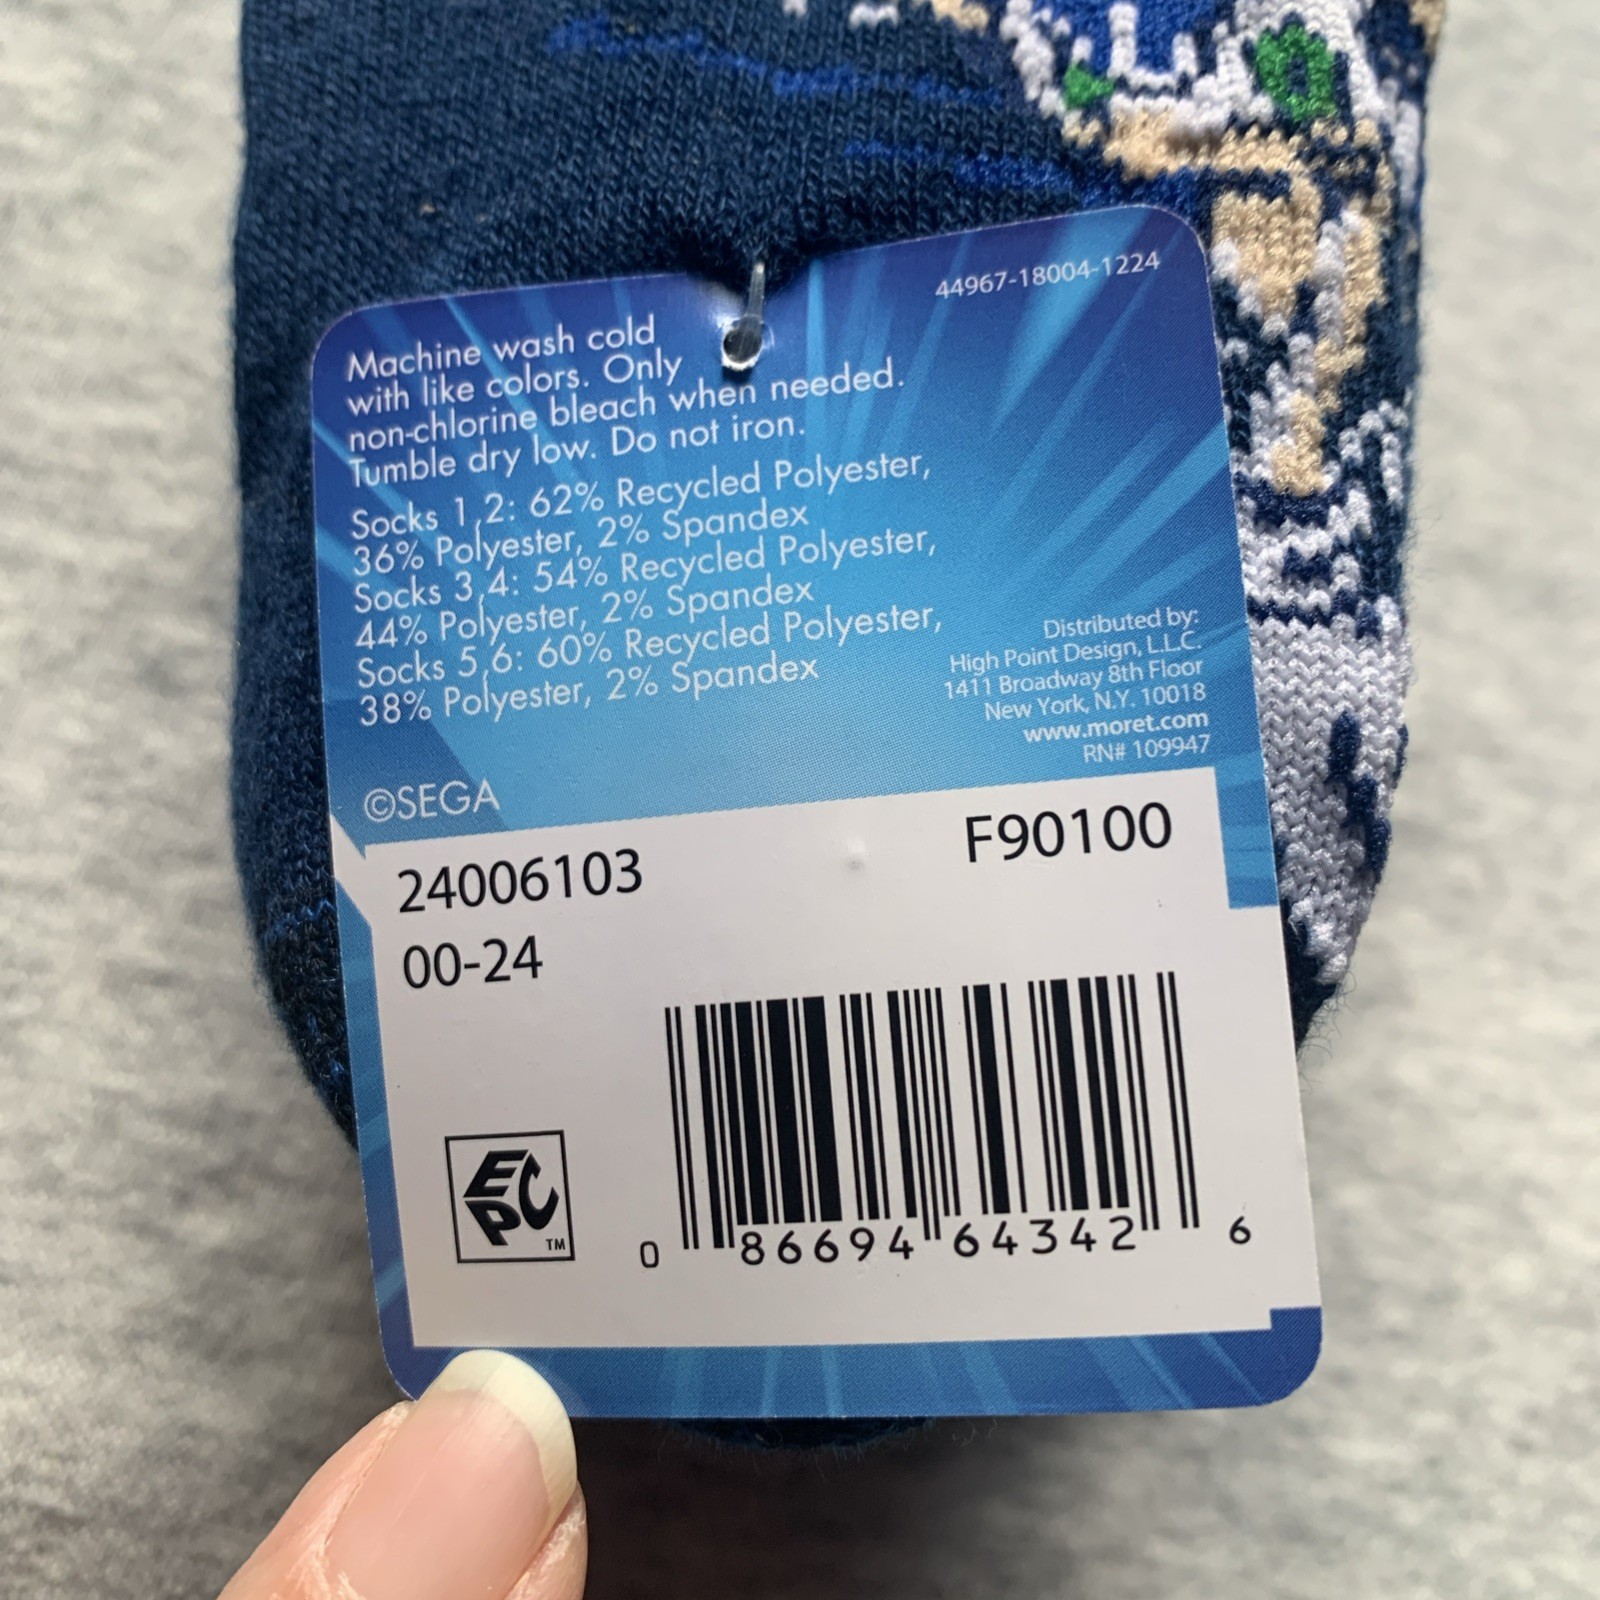 44967-18004-1224
Machine wash cold
with like colors. Only
non-chlorine bleach when needed.
Tumble dry low. Do not iron.
Socks 1,2: 62% Recycled Polyester,
36% Polyester, 2% Spandex
Socks 3,4: 54% Recycled Polyester,
44% Polyester, 2% Spandex
Socks 5,6: 60% Recycled Polyester,
38% Polyester, 2% Spandex
Distributed by:
High Point Design, L.L.C.
1411 Broadway 8th Floor
New York, N.Y. 10018
www.moret.com
RN# 109947
©SEGA
24006103
F90100
00-24
EPC
TM
0 86694 64342 6